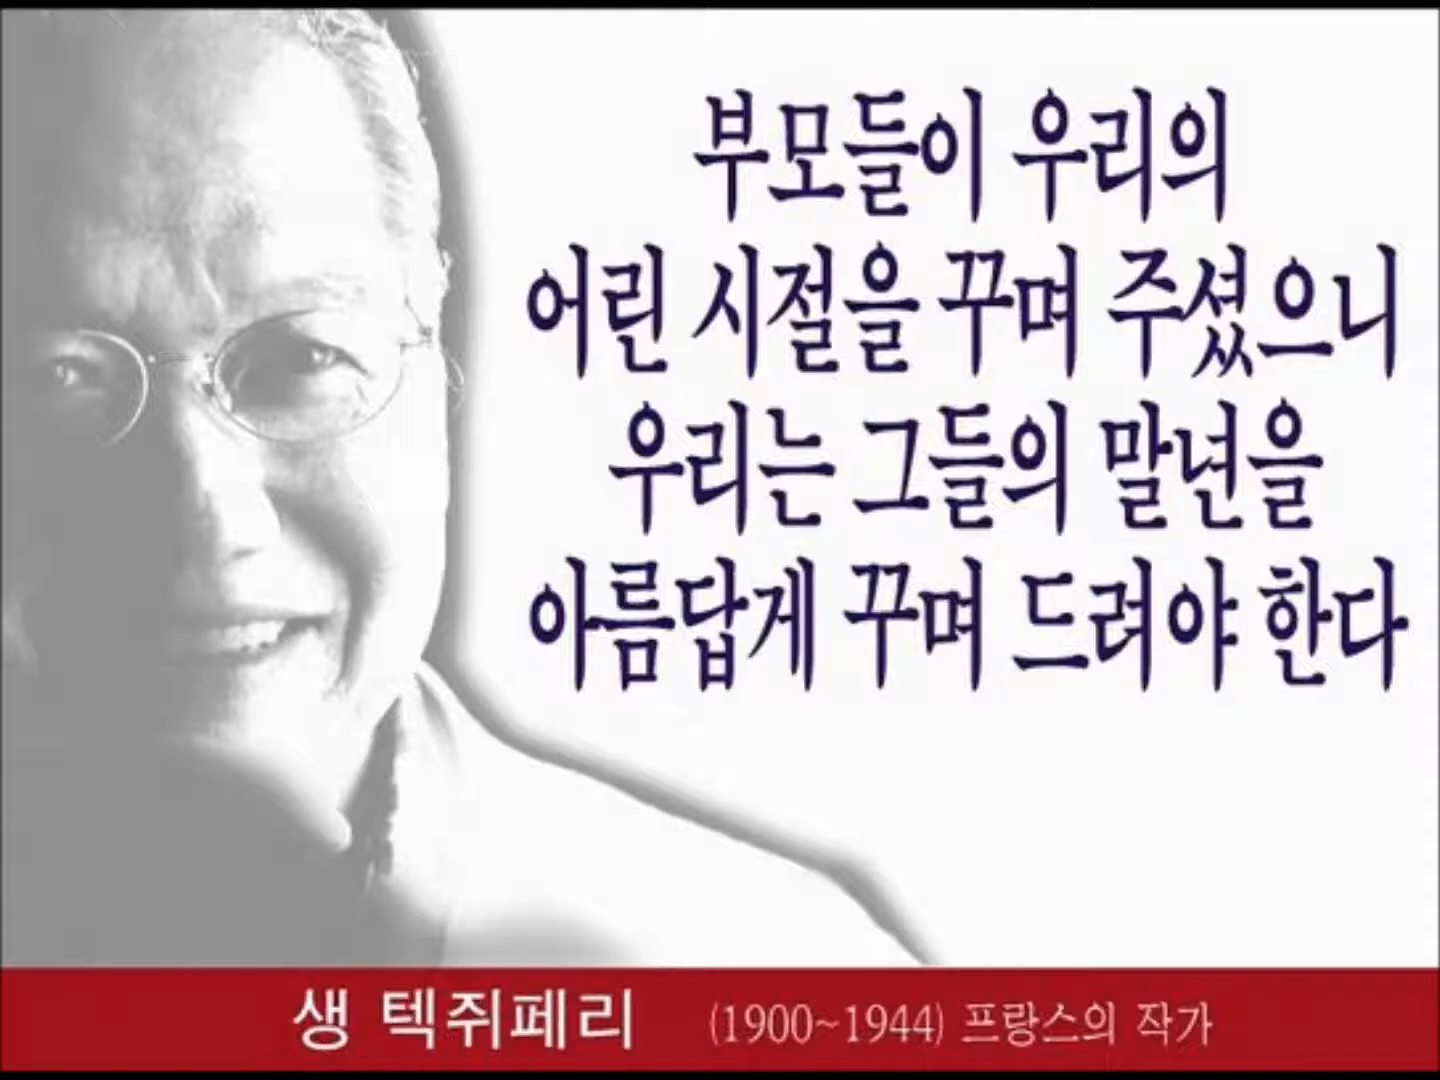 부모들이 우리의
어린 시절을 꾸며 주셨으니
우리는 그들의 말년을
아름답게 꾸며 드려야 한다
생 텍쥐페리 (1900~1944) 프랑스의 작가